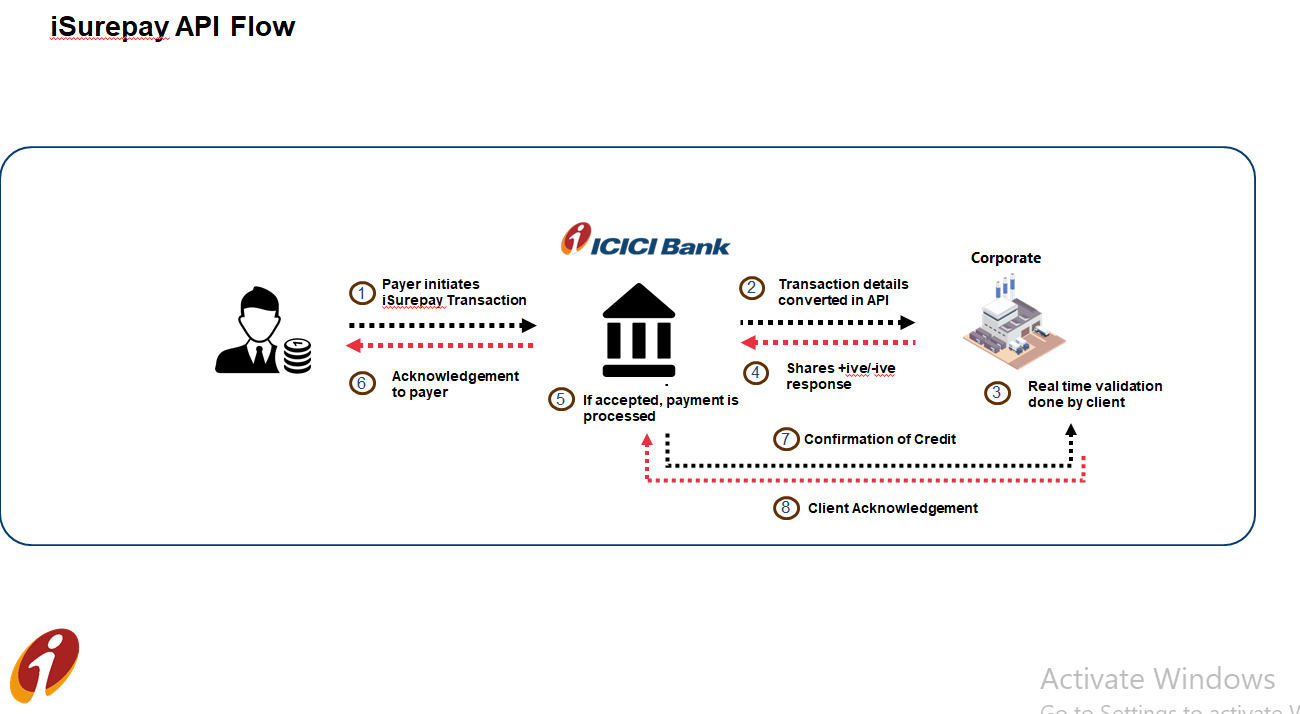 iSurepay API Flow
ICICI Bank
Corporate
1 Payer initiates
iSurepay Transaction
2 Transaction details
converted in API
6 Acknowledgement
to payer
4 Shares +ive/-ive
response
3 Real time validation
done by client
5 If accepted, payment is
processed
7 Confirmation of Credit
8 Client Acknowledgement
Activate Windows
Go to Settings to activate W